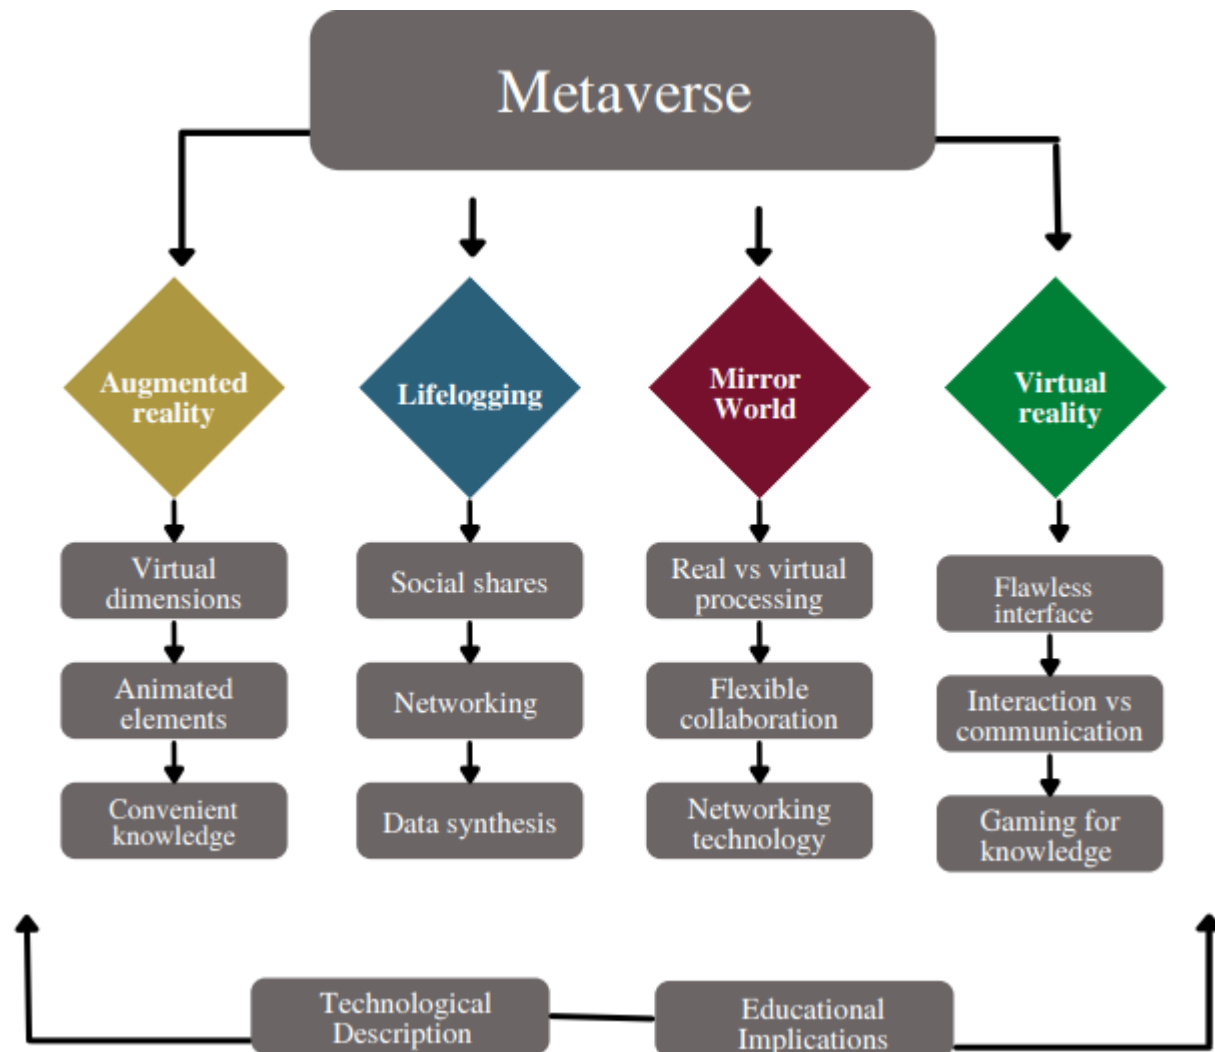 Metaverse
Augmented
reality
Lifelogging
Mirror
World
Virtual
reality
Virtual
dimensions
Social shares
Real vs virtual
processing
Flawless
interface
Animated
elements
Networking
Flexible
collaboration
Interaction vs
communication
Convenient
knowledge
Data synthesis
Networking
technology
Gaming for
knowledge
Technological
Description
Educational
Implications